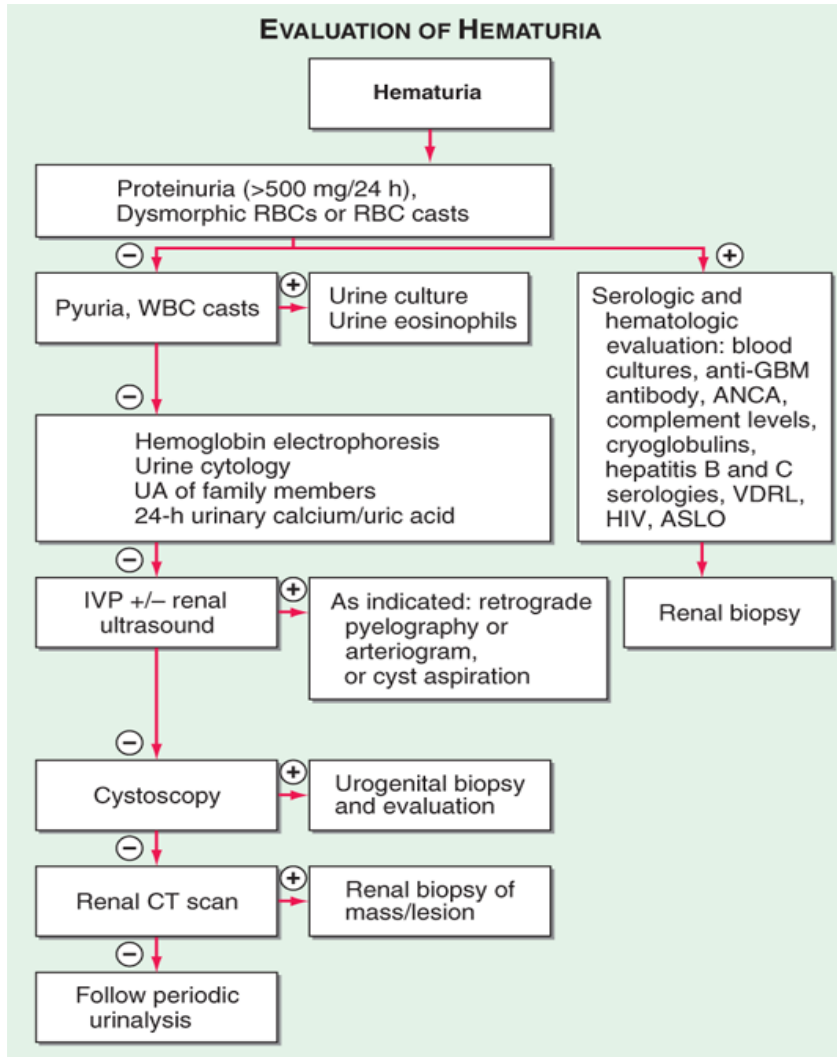 EVALUATION OF HEMATURIA
Hematuria
Proteinuria (>500 mg/24 h),
Dysmorphic RBCs or RBC casts
−
+
Pyuria, WBC casts
+
Urine culture
Urine eosinophils
Serologic and
hematologic
evaluation: blood
cultures, anti-GBM
antibody, ANCA,
complement levels,
cryoglobulins,
hepatitis B and C
serologies, VDRL,
HIV, ASLO
−
Hemoglobin electrophoresis
Urine cytology
UA of family members
24-h urinary calcium/uric acid
−
IVP +/− renal
ultrasound
+
As indicated: retrograde
pyelography or
arteriogram,
or cyst aspiration
Renal biopsy
−
Cystoscopy
+
Urogenital biopsy
and evaluation
−
Renal CT scan
+
Renal biopsy of
mass/lesion
−
Follow periodic
urinalysis